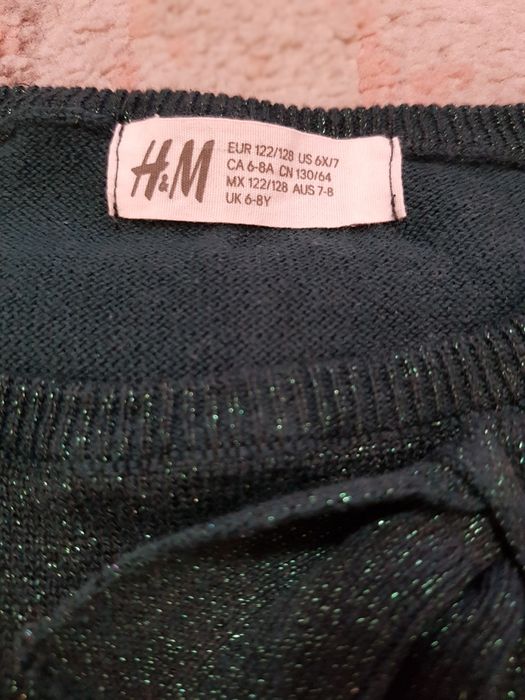 H&M
EUR 122/128 US 6X/7
CA 6-8A CN 130/64
MX 122/128 AUS 7-8
UK 6-8Y